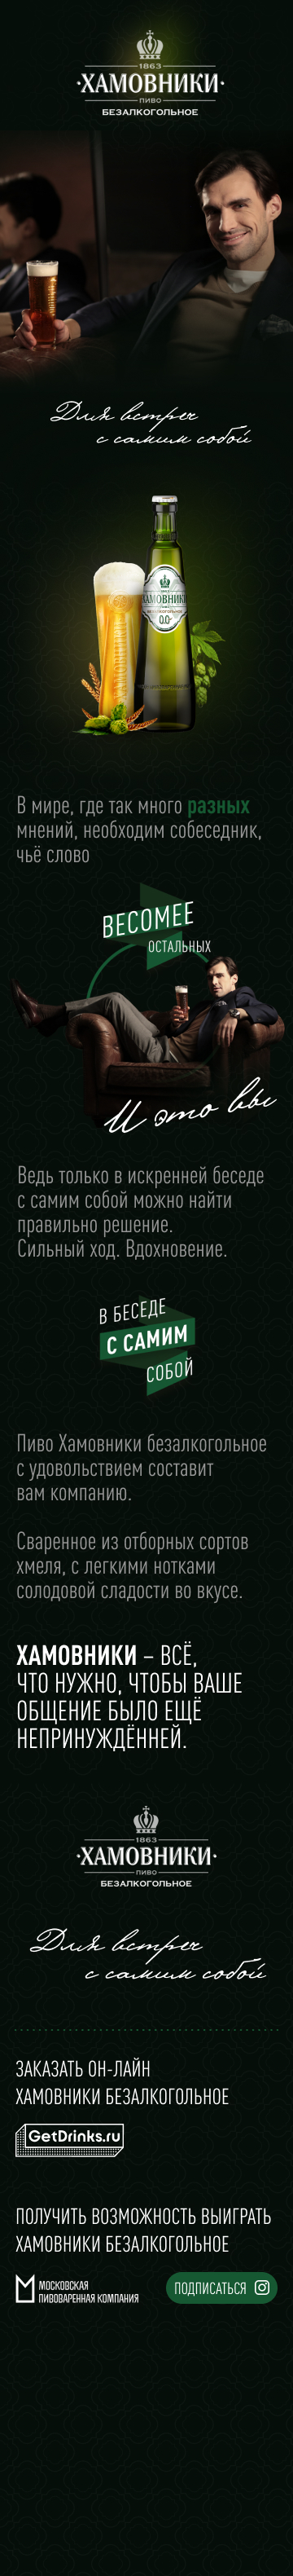 1863
·ХАМОВНИКИ·
ПИВО
БЕЗАЛКОГОЛЬНОЕ
Для встреч
с самим собой
ХАМОВНИКИ
БЕЗАЛКОГОЛЬНОЕ
0.0
В мире, где так много разных
мнений, необходим собеседник,
чьё слово
ВЕСОМЕЕ
ОСТАЛЬНЫХ
И это вы
Ведь только в искренней беседе
с самим собой можно найти
правильно решение.
Сильный ход. Вдохновение.
В БЕСЕДЕ
С САМИМ
СОБОЙ
Пиво Хамовники безалкогольное
с удовольствием составит
вам компанию.
Сваренное из отборных сортов
хмеля, с легкими нотками
солодовой сладости во вкусе.
ХАМОВНИКИ – ВСЁ,
ЧТО НУЖНО, ЧТОБЫ ВАШЕ
ОБЩЕНИЕ БЫЛО ЕЩЁ
НЕПРИНУЖДЁННЕЙ.
1863
·ХАМОВНИКИ·
ПИВО
БЕЗАЛКОГОЛЬНОЕ
Для встреч
с самим собой
ЗАКАЗАТЬ ОН-ЛАЙН
ХАМОВНИКИ БЕЗАЛКОГОЛЬНОЕ
GetDrinks.ru
ПОЛУЧИТЬ ВОЗМОЖНОСТЬ ВЫИГРАТЬ
ХАМОВНИКИ БЕЗАЛКОГОЛЬНОЕ
МОСКОВСКАЯ
ПИВОВАРЕННАЯ КОМПАНИЯ
ПОДПИСАТЬСЯ